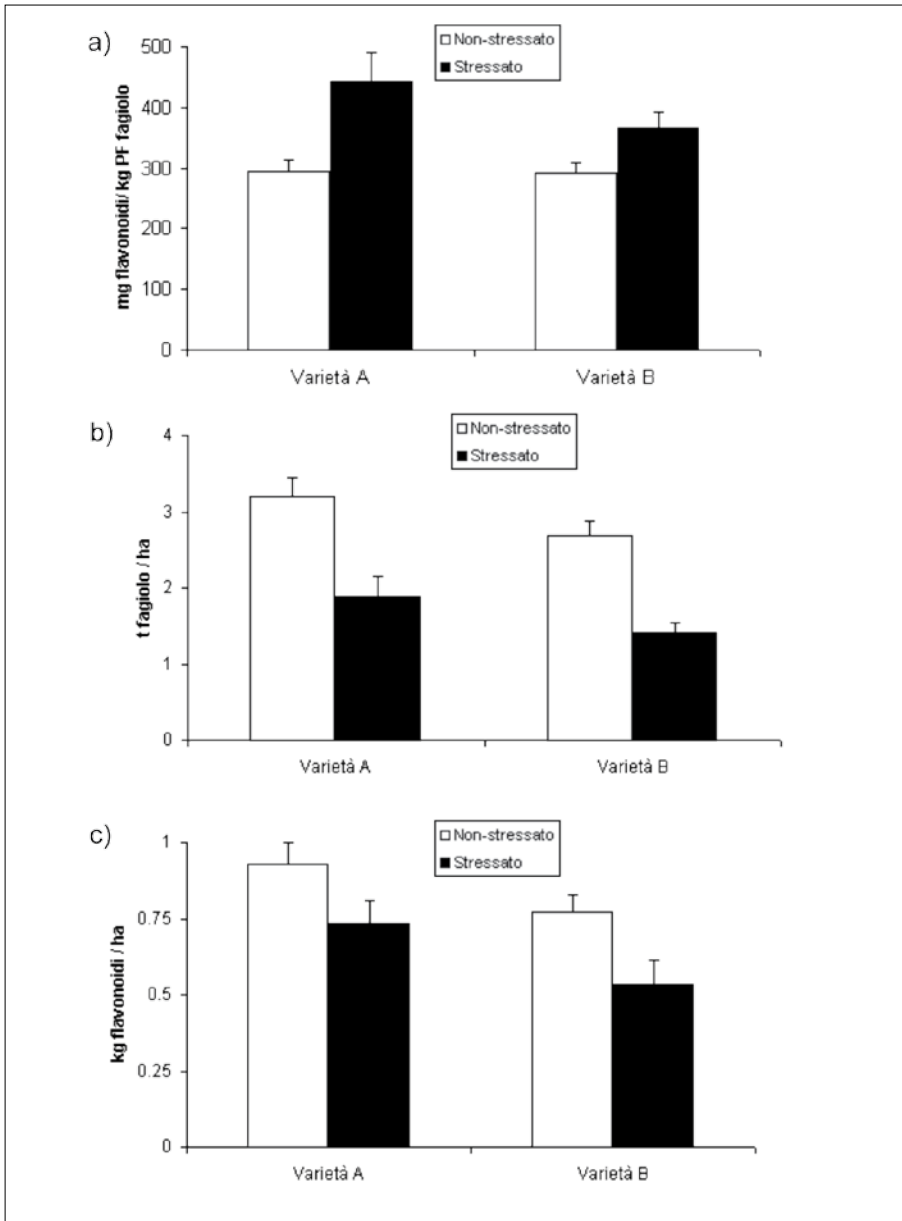 a)
Non-stressato
Stressato
mg flavonoidi/ kg PF fagiolo
500
400
300
200
100
0
Varietà A
Varietà B
b)
Non-stressato
Stressato
t fagiolo / ha
4
3
2
1
0
Varietà A
Varietà B
c)
Non-stressato
Stressato
kg flavonoidi / ha
1
0.75
0.5
0.25
0
Varietà A
Varietà B